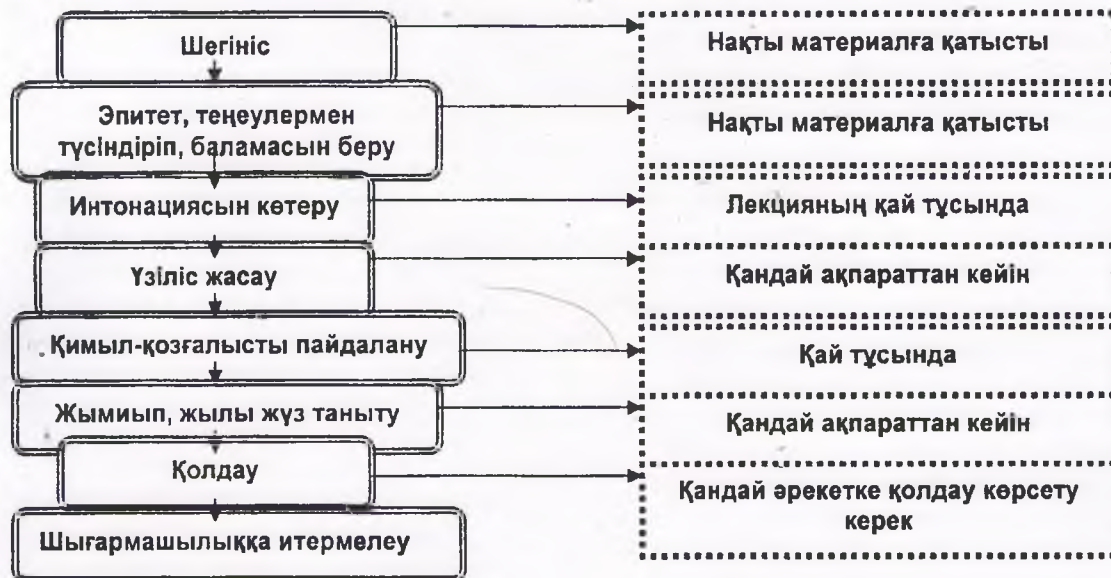 Шегініс
Нақты материалға қатысты
Эпитет, теңеулермен
түсіндіріп, баламасын беру
Нақты материалға қатысты
Интонациясын көтеру
Лекцияның қай тұсында
Үзіліс жасау
Қандай ақпараттан кейін
Қимыл-қозғалысты пайдалану
Қай тұсында
Жымиып, жылы жүз таныту
Қандай ақпараттан кейін
Қолдау
Қандай әрекетке қолдау көрсету
керек
Шығармашылыққа итермелеу